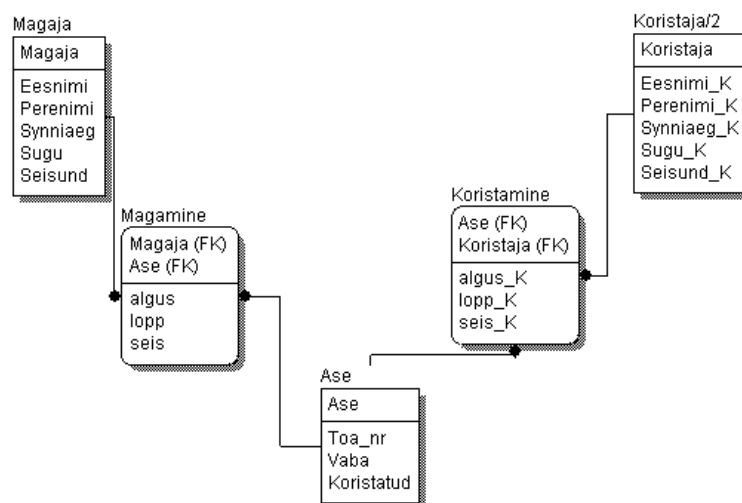 Magaja
Magaja
Eesnimi
Perenimi
Synniaeg
Sugu
Seisund
Magamine
Magaja (FK)
Ase (FK)
algus
lopp
seis
Ase
Ase
Toa_nr
Vaba
Koristatud
Koristamine
Ase (FK)
Koristaja (FK)
algus_K
lopp_K
seis_K
Koristaja/2
Koristaja
Eesnimi_K
Perenimi_K
Synniaeg_K
Sugu_K
Seisund_K